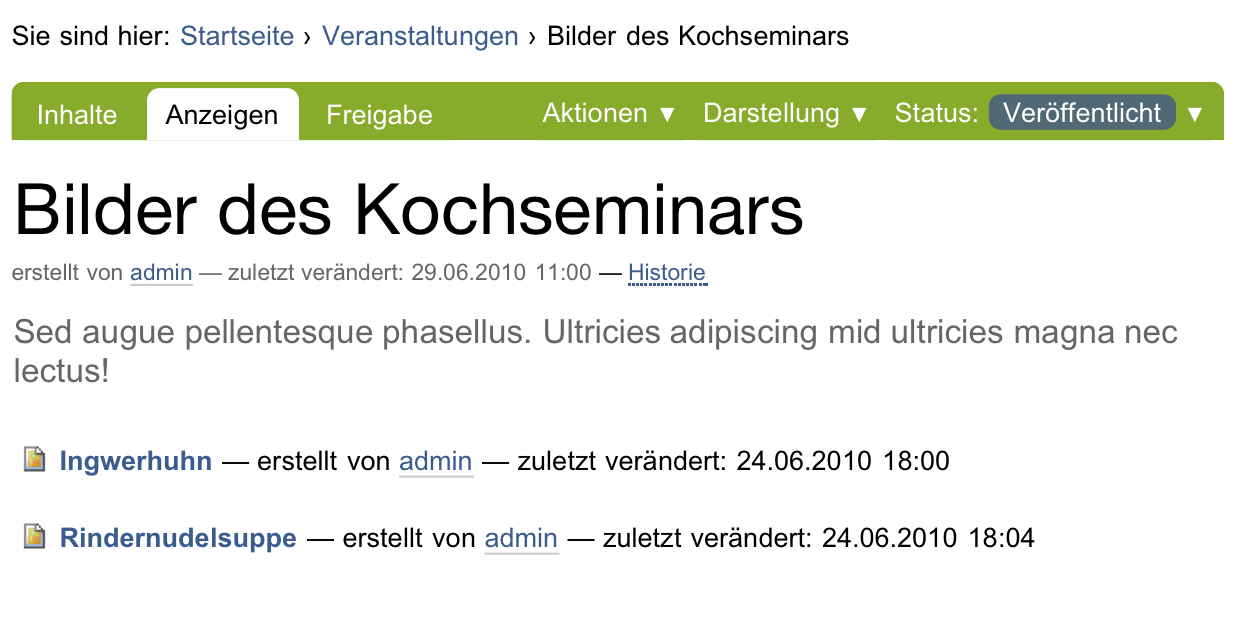 Sie sind hier: Startseite › Veranstaltungen › Bilder des Kochseminars
Inhalte Anzeigen Freigabe Aktionen ▼ Darstellung ▼ Status: Veröffentlicht ▼
Bilder des Kochseminars
erstellt von admin — zuletzt verändert: 29.06.2010 11:00 — Historie
Sed augue pellentesque phasellus. Ultricies adipiscing mid ultricies magna nec
lectus!
Ingwerhuhn — erstellt von admin — zuletzt verändert: 24.06.2010 18:00
Rindernudelsuppe — erstellt von admin — zuletzt verändert: 24.06.2010 18:04